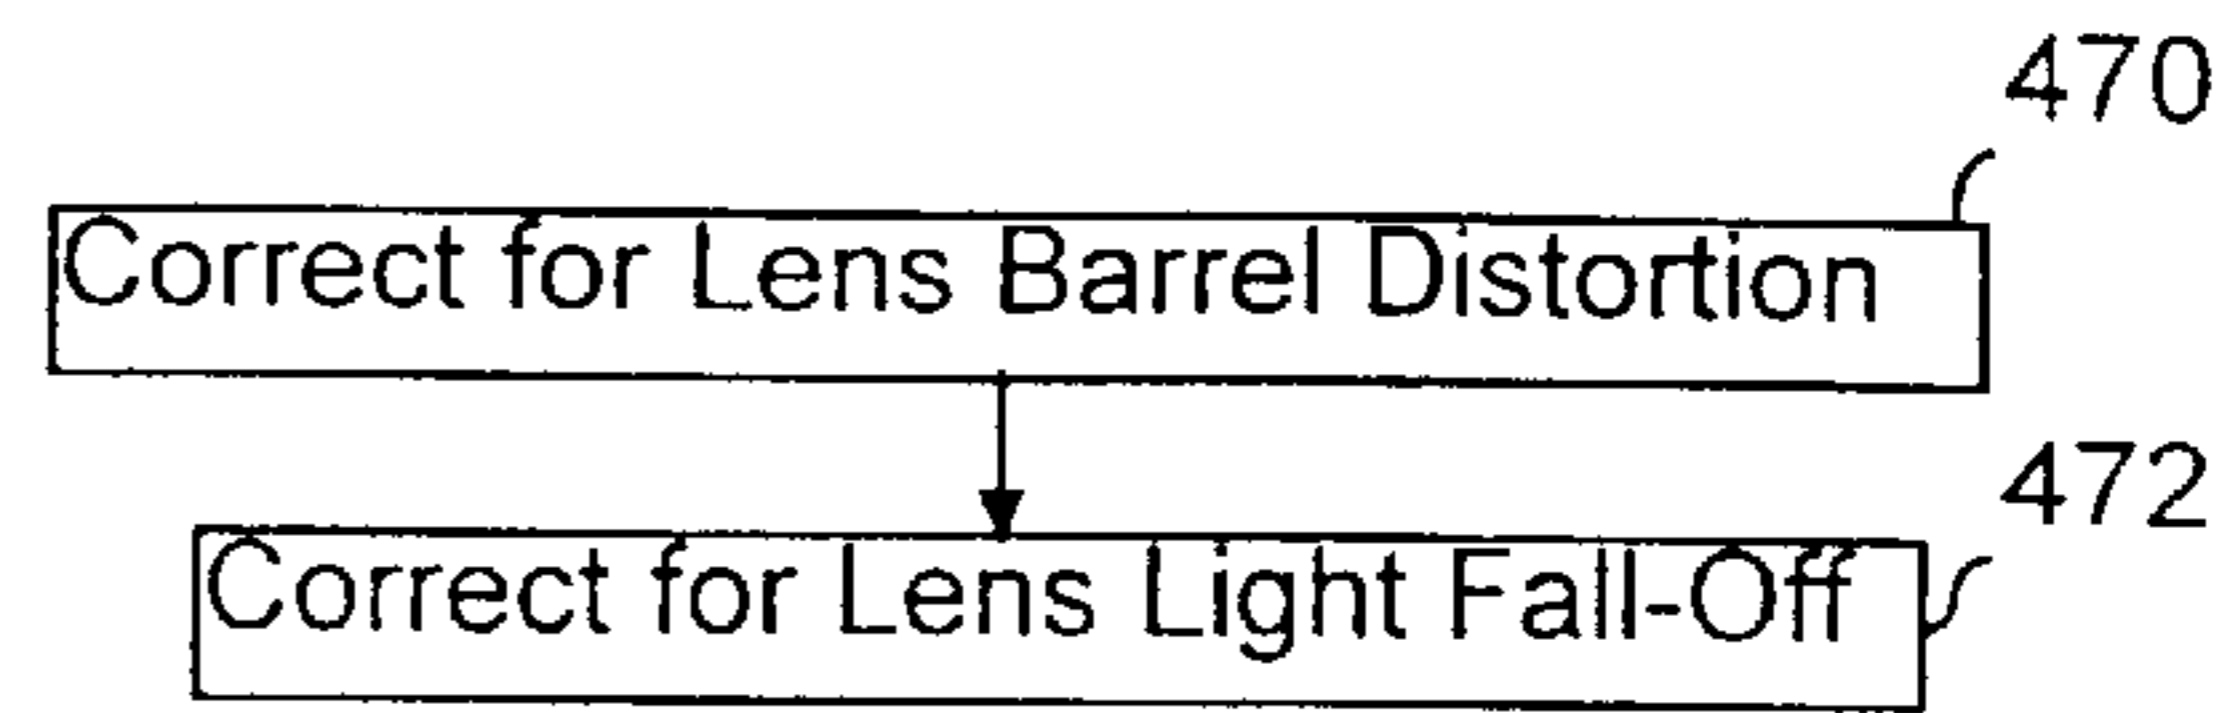 470
Correct for Lens Barrel Distortion
472
Correct for Lens Light Fall-Off